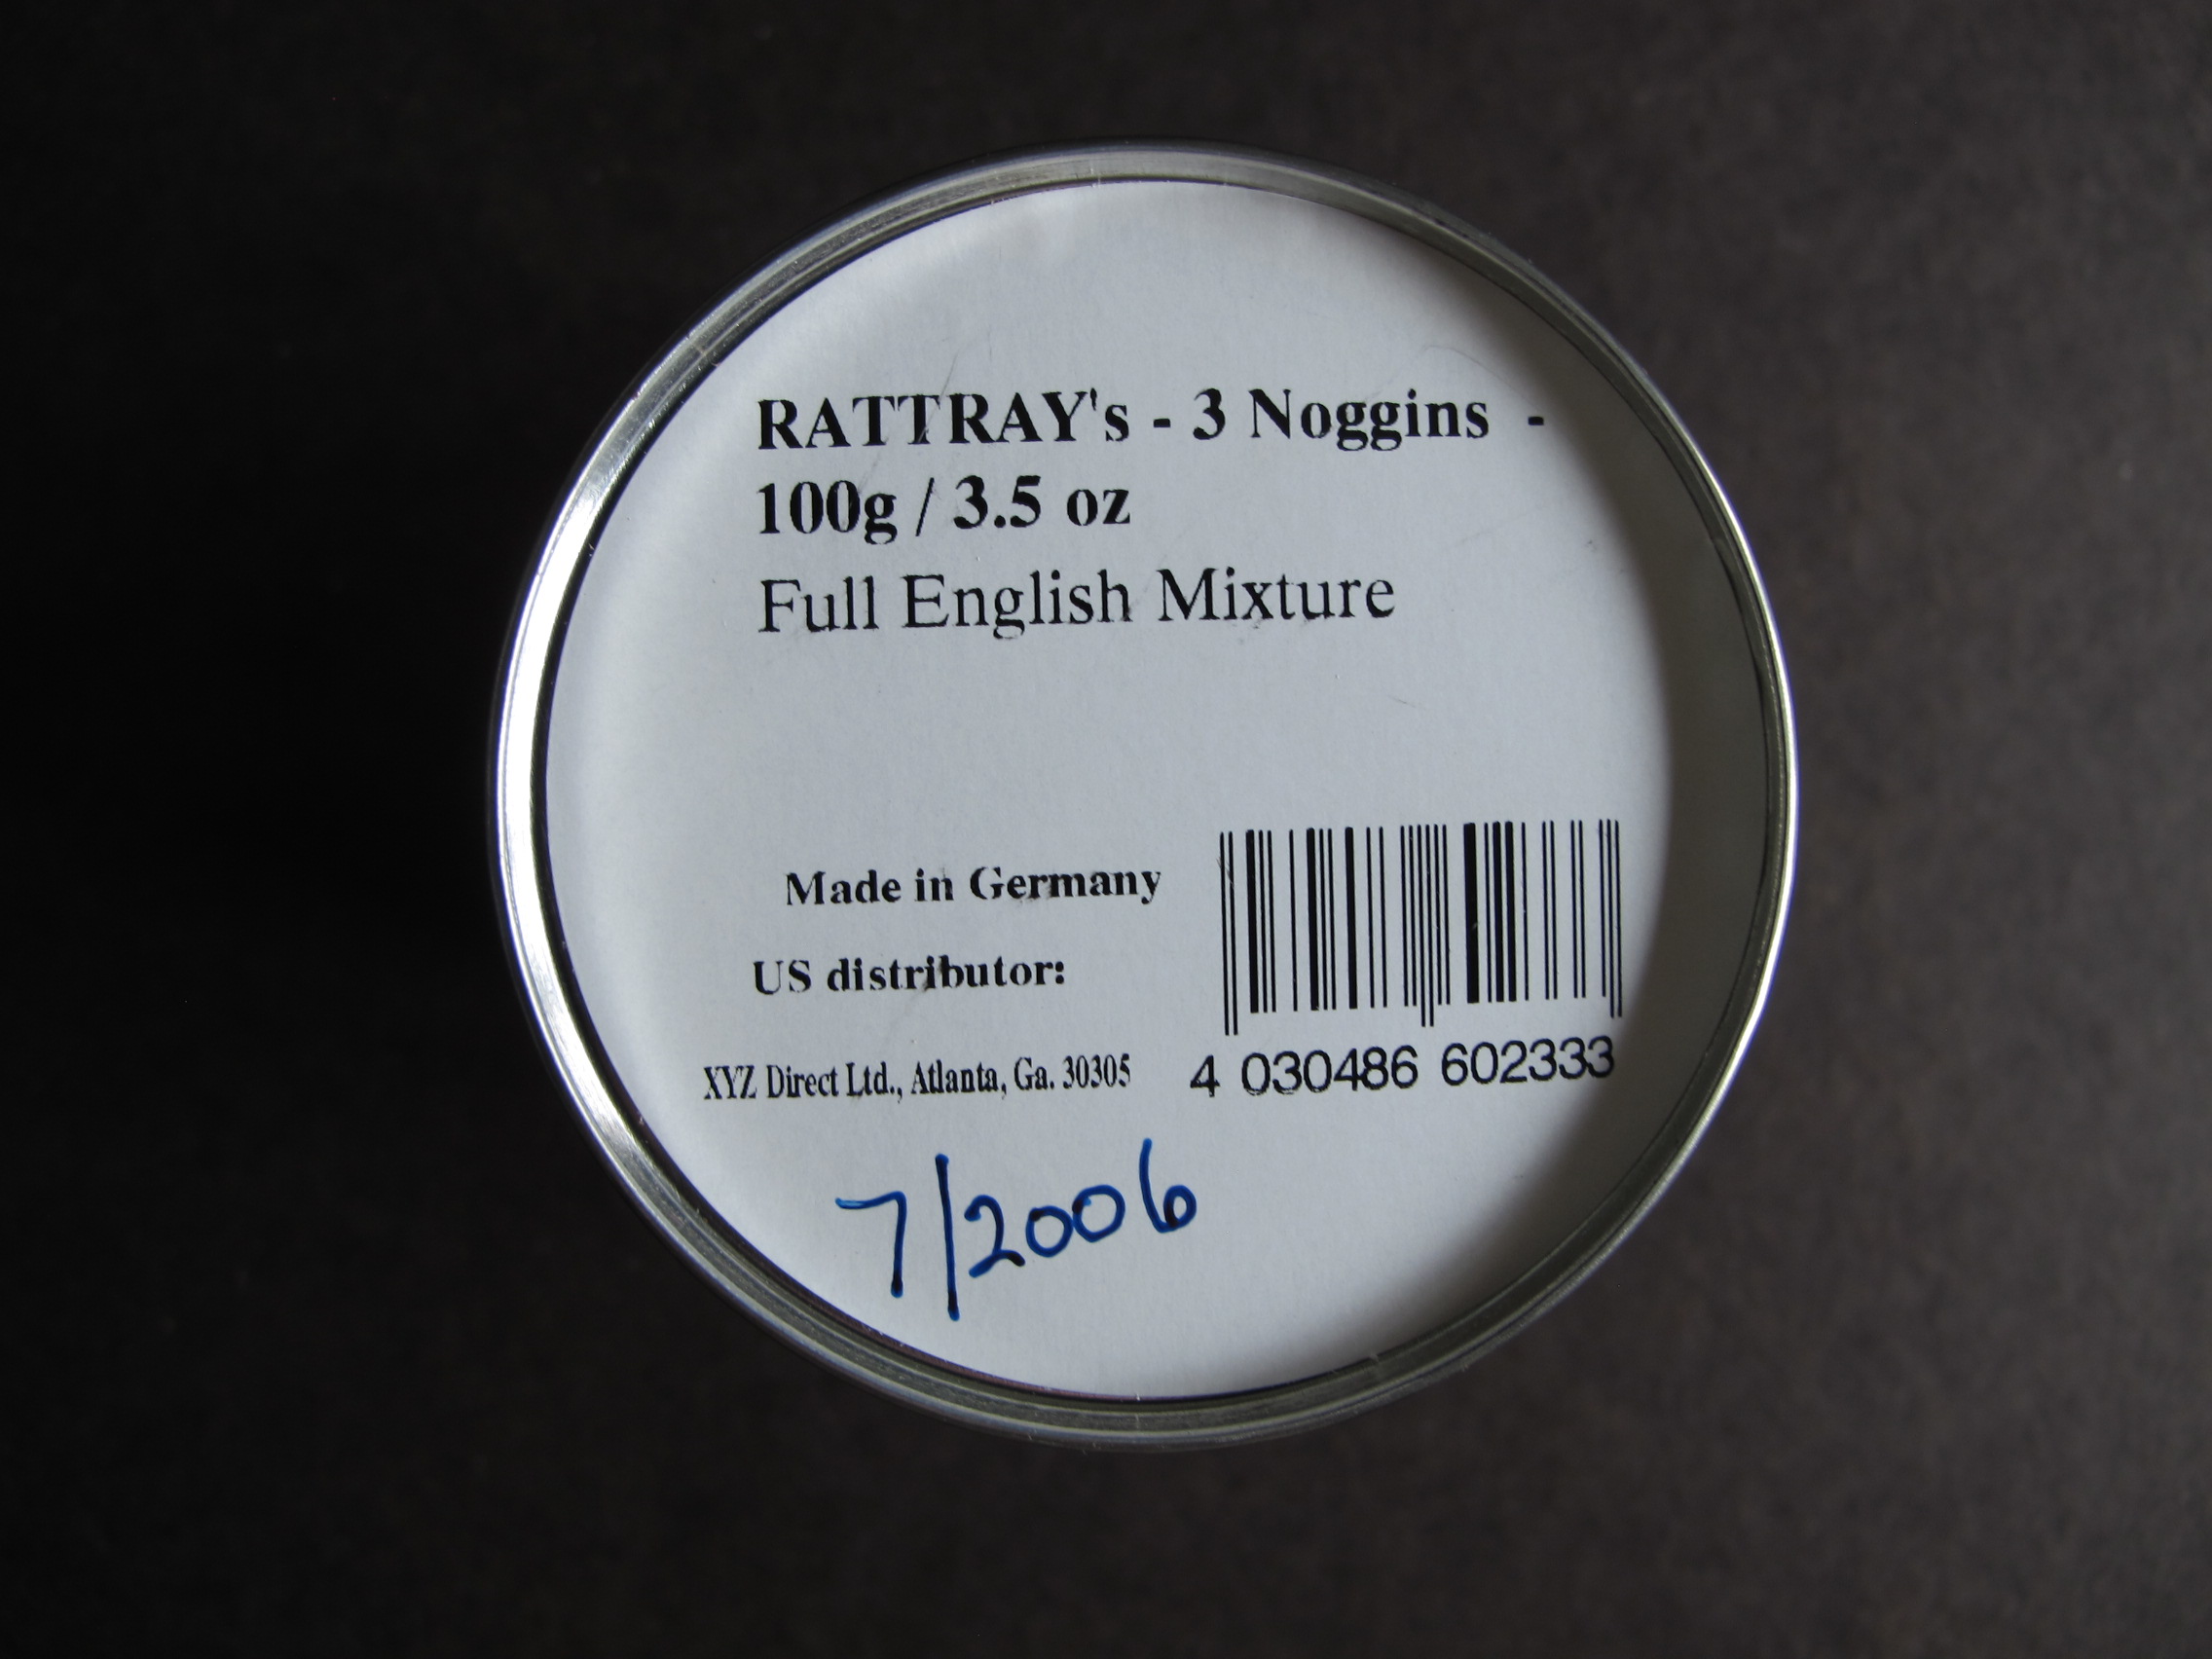 RATTRAY's - 3 Noggins -
100g / 3.5 oz
Full English Mixture
Made in Germany
US distributor:
XYZ Direct Ltd., Atlanta, Ga. 30305
4 030486 602333
7/2006